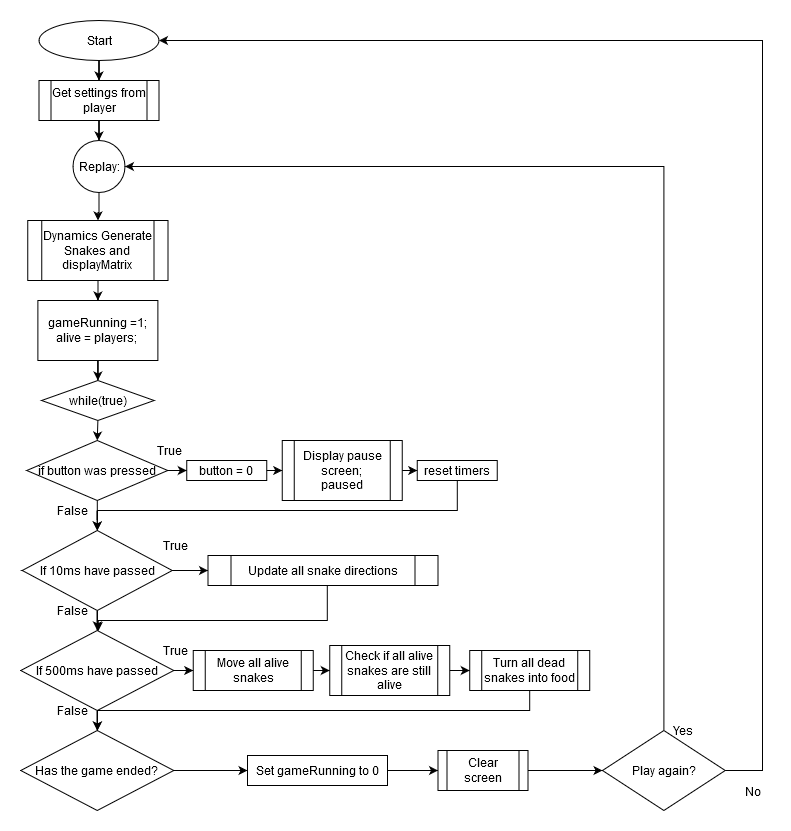 Start
Get settings from
player
Replay:
Dynamics Generate
Snakes and
displayMatrix
gameRunning =1;
alive = players;
while(true)
if button was pressed
True
button = 0
Display pause
screen;
paused
reset timers
False
If 10ms have passed
True
Update all snake directions
False
If 500ms have passed
True
Move all alive
snakes
Check if all alive
snakes are still
alive
Turn all dead
snakes into food
False
Has the game ended?
Set gameRunning to 0
Clear
screen
Play again?
Yes
No